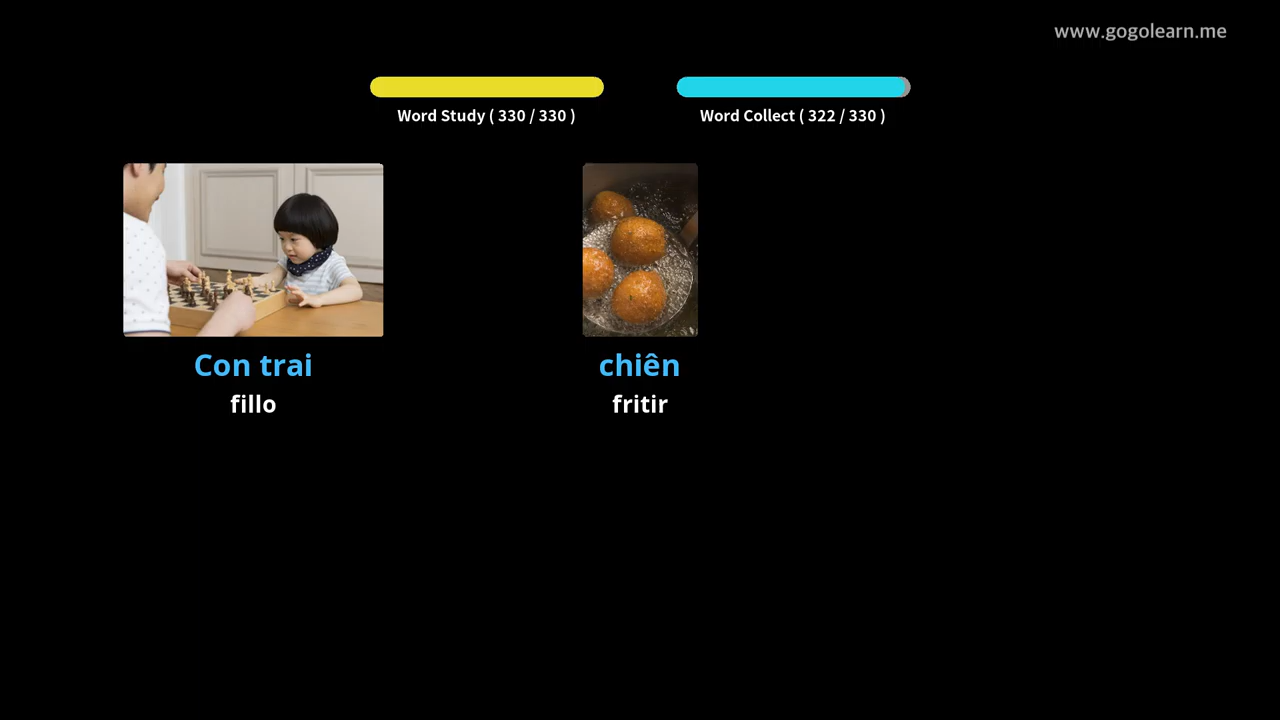 www.gogolearn.me
Word Study ( 330 / 330 )
Word Collect ( 322 / 330 )
Con trai
fillo
chiên
fritir